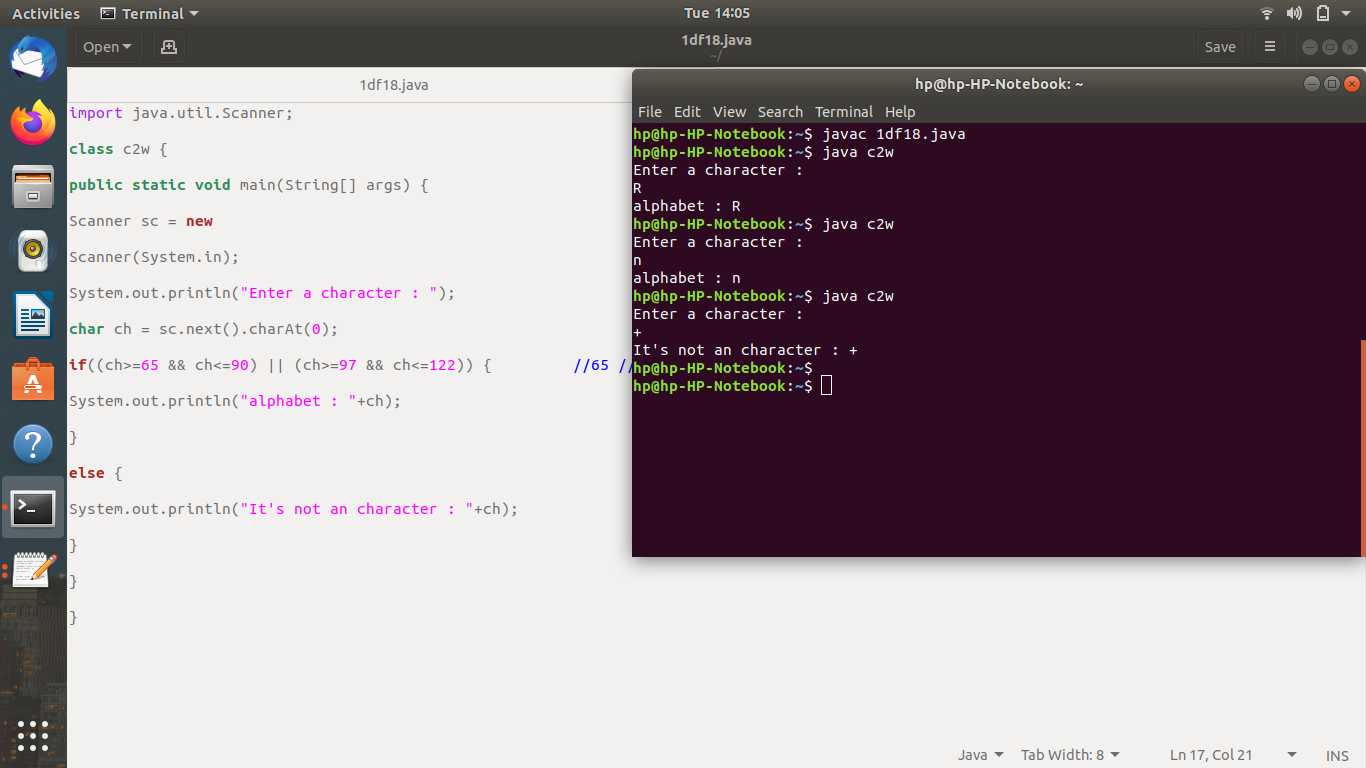 Activities Terminal Tue 14:05
Open 1df18.java Save
~/
1df18.java
import java.util.Scanner;
class c2w {
public static void main(String[] args) {
Scanner sc = new
Scanner(System.in);
System.out.println("Enter a character : ");
char ch = sc.next().charAt(0);
if((ch>=65 && ch<=90) || (ch>=97 && ch<=122)) { //65 //
System.out.println("alphabet : "+ch);
}
else {
System.out.println("It's not an character : "+ch);
}
}
}
hp@hp-HP-Notebook: ~
File Edit View Search Terminal Help
hp@hp-HP-Notebook:~$ javac 1df18.java
hp@hp-HP-Notebook:~$ java c2w
Enter a character :
R
alphabet : R
hp@hp-HP-Notebook:~$ java c2w
Enter a character :
n
alphabet : n
hp@hp-HP-Notebook:~$ java c2w
Enter a character :
+
It's not an character : +
hp@hp-HP-Notebook:~$
hp@hp-HP-Notebook:~$
Java Tab Width: 8 Ln 17, Col 21 INS